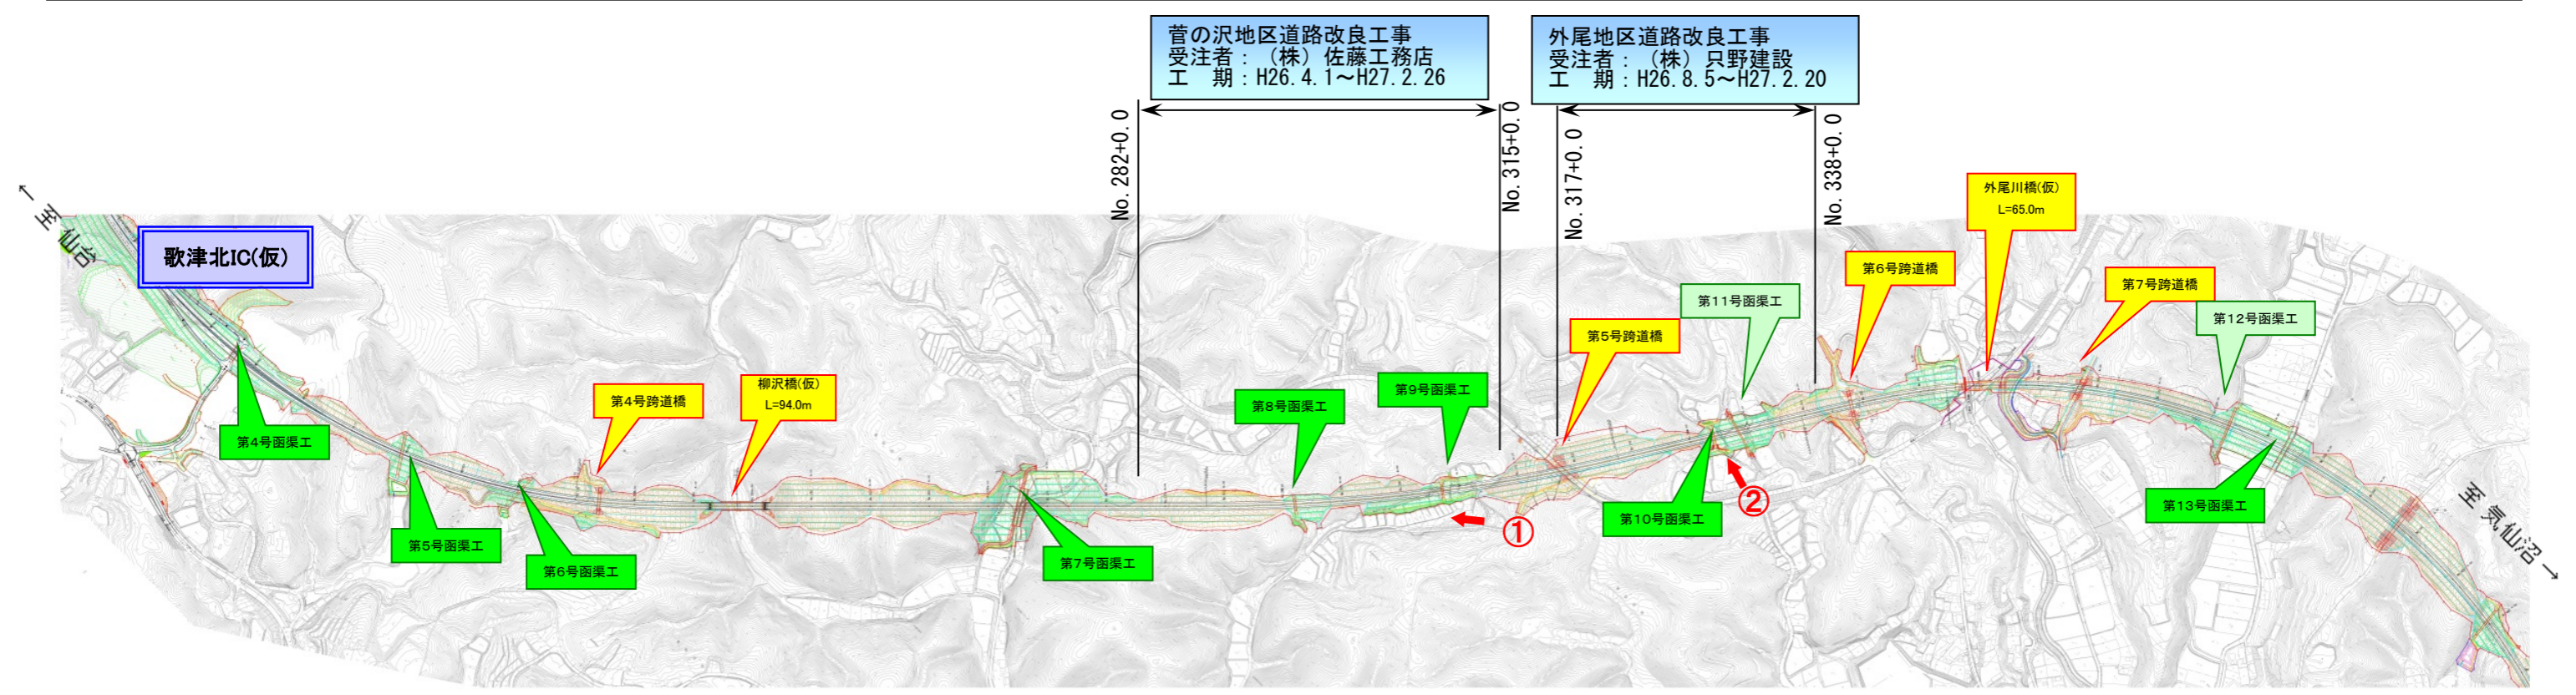 菅の沢地区道路改良工事
受注者：（株）佐藤工務店
工　期：H26.4.1～H27.2.26
外尾地区道路改良工事
受注者：（株）只野建設
工　期：H26.8.5～H27.2.20
No.282+0.0
No.315+0.0
No.317+0.0
No.338+0.0
← 至 仙台
歌津北IC(仮)
第4号函渠工
第5号函渠工
第6号函渠工
第4号跨道橋
柳沢橋(仮)
L=94.0m
第7号函渠工
第8号函渠工
第9号函渠工
①
第5号跨道橋
第10号函渠工
②
第11号函渠工
第6号跨道橋
外尾川橋(仮)
L=65.0m
第7号跨道橋
第12号函渠工
第13号函渠工
至 気仙沼 →